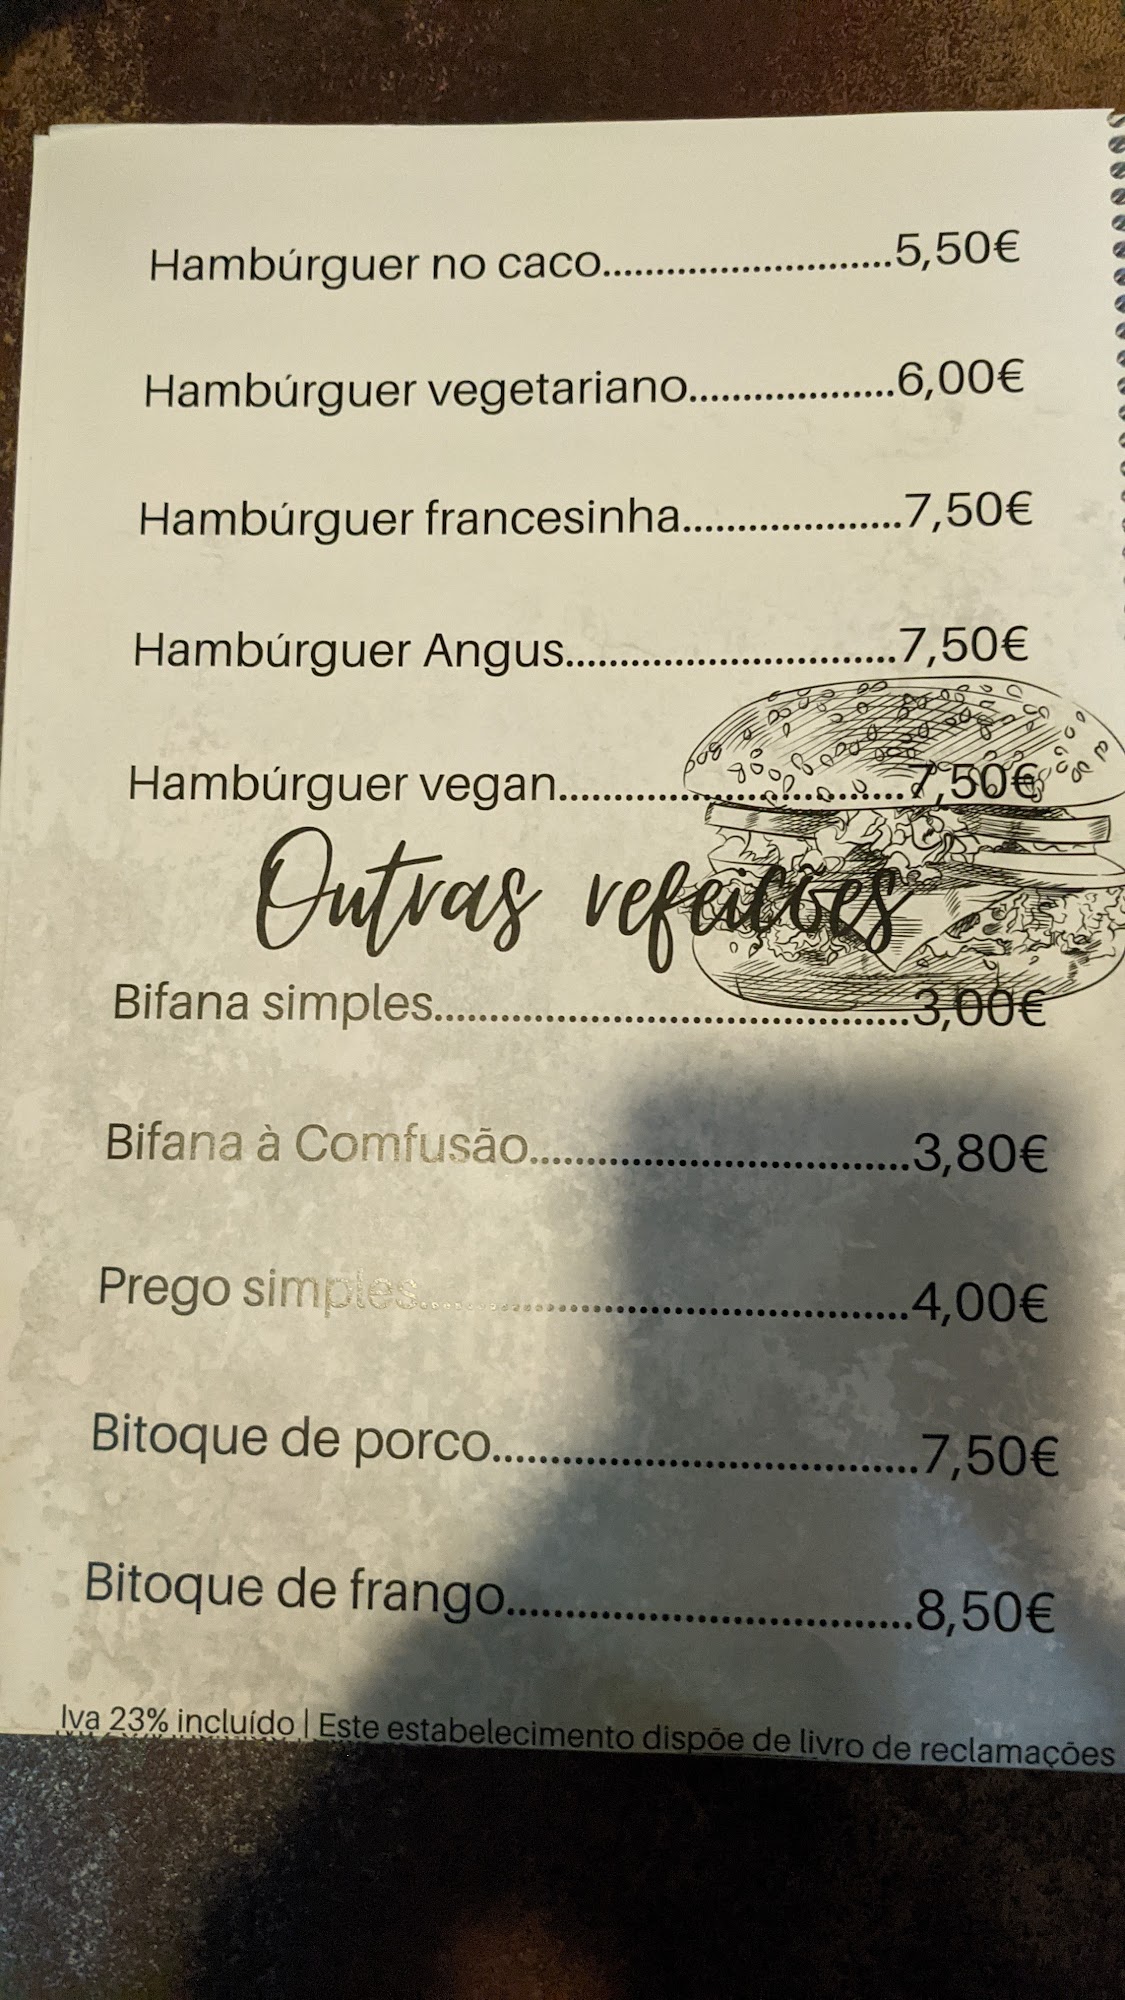 Hambúrguer no caco...........................5,50€
Hambúrguer vegetariano...................6,00€
Hambúrguer francesinha.....................7,50€
Hambúrguer Angus...............................7,50€
Hambúrguer vegan................................7,50€
Outras refeições
Bifana simples............................................3,00€
Bifana à Comfusão...................................3,80€
Prego simples.............................................4,00€
Bitoque de porco.......................................7,50€
Bitoque de frango.....................................8,50€
Iva 23% incluído | Este estabelecimento dispõe de livro de reclamações